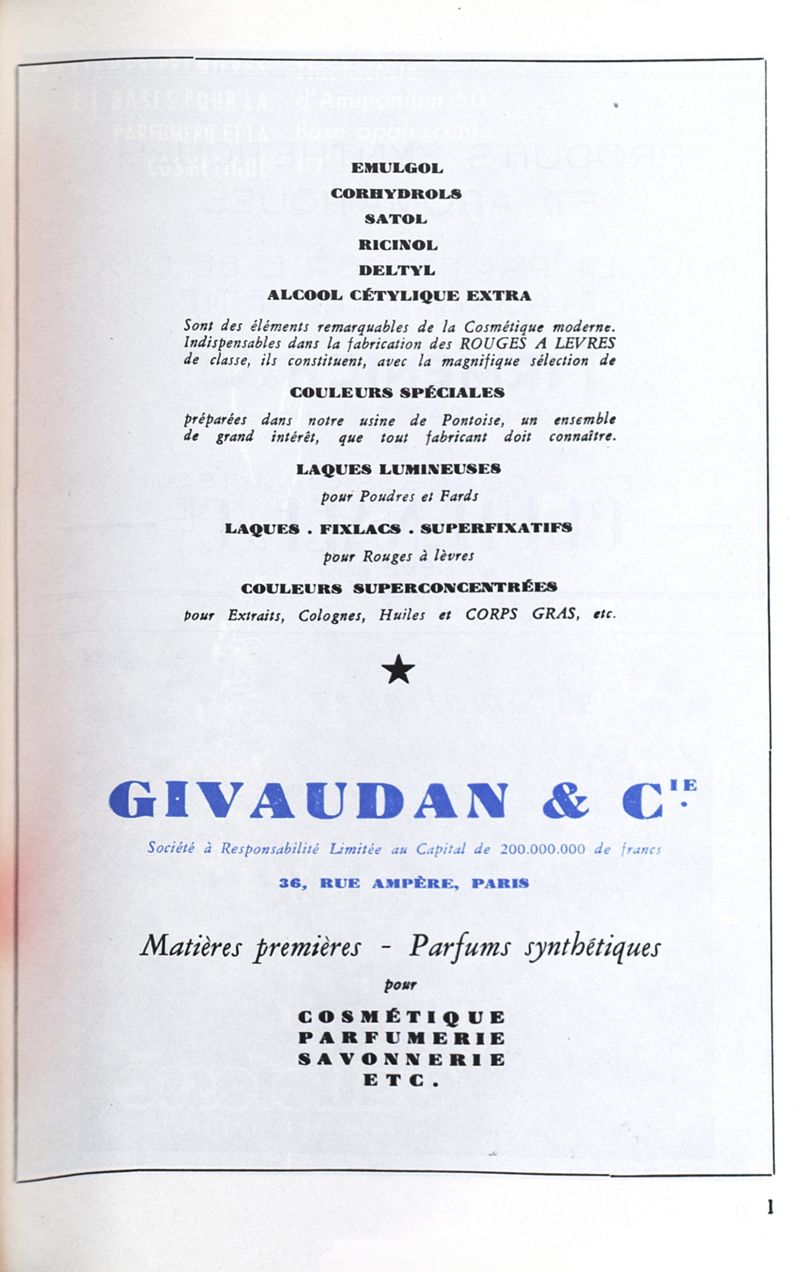 EMULGOL
CORHYDROLS
SATOL
RICINOL
DELTYL
ALCOOL CÉTYLIQUE EXTRA
Sont des éléments remarquables de la Cosmétique moderne.
Indispensables dans la fabrication des ROUGES A LEVRES
de classe, ils constituent, avec la magnifique sélection de
COULEURS SPÉCIALES
préparées dans notre usine de Pontoise, un ensemble
de grand intérêt, que tout fabricant doit connaître.
LAQUES LUMINEUSES
pour Poudres et Fards
LAQUES . FIXLACS . SUPERFIXATIFS
pour Rouges à lèvres
COULEURS SUPERCONCENTRÉES
pour Extraits, Colognes, Huiles et CORPS GRAS, etc.
GIVAUDAN & CIE
Société à Responsabilité Limitée au Capital de 200.000.000 de francs
36, RUE AMPÈRE, PARIS
Matières premières - Parfums synthétiques
pour
COSMÉTIQUE
PARFUMERIE
SAVONNERIE
ETC.
1